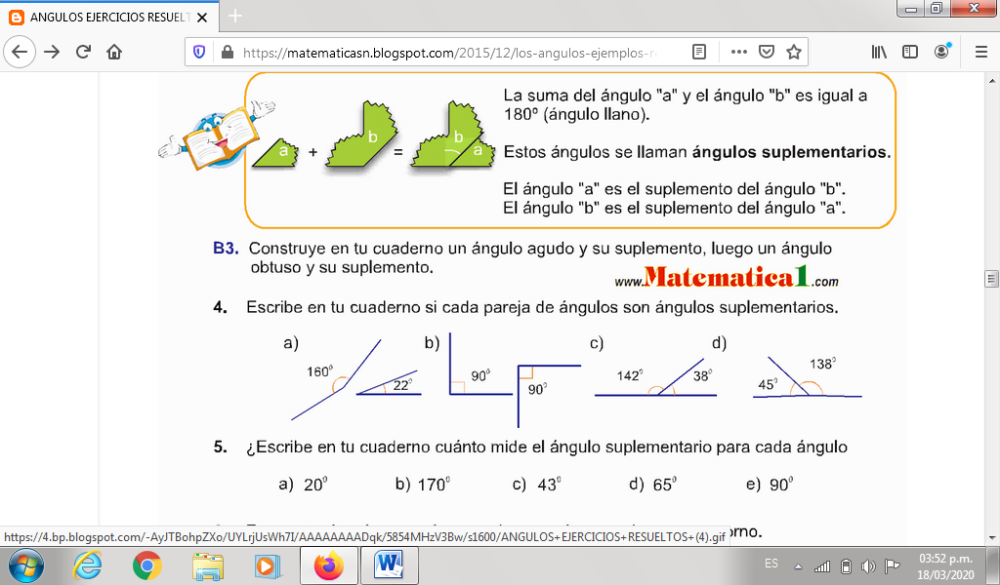 ANGULOS EJERCICIOS RESUELT
https://matematicasn.blogspot.com/2015/12/los-angulos-ejemplos-r
a + b = b a
La suma del ángulo "a" y el ángulo "b" es igual a
180º (ángulo llano).
Estos ángulos se llaman ángulos suplementarios.
El ángulo "a" es el suplemento del ángulo "b".
El ángulo "b" es el suplemento del ángulo "a".
B3. Construye en tu cuaderno un ángulo agudo y su suplemento, luego un ángulo
obtuso y su suplemento.
www.Matematica1.com
4. Escribe en tu cuaderno si cada pareja de ángulos son ángulos suplementarios.
a) 160º 22º
b) 90º 90º
c) 142º 38º
d) 45º 138º
5. ¿Escribe en tu cuaderno cuánto mide el ángulo suplementario para cada ángulo
a) 20º b) 170º c) 43º d) 65º e) 90º
https://4.bp.blogspot.com/-AyJTBohpZXo/UYLrjUsWh7I/AAAAAAAADqk/5854MHzV3Bw/s1600/ANGULOS+EJERCICIOS+RESUELTOS+(4).gif
orno.
ES
03:52 p.m.
18/03/2020